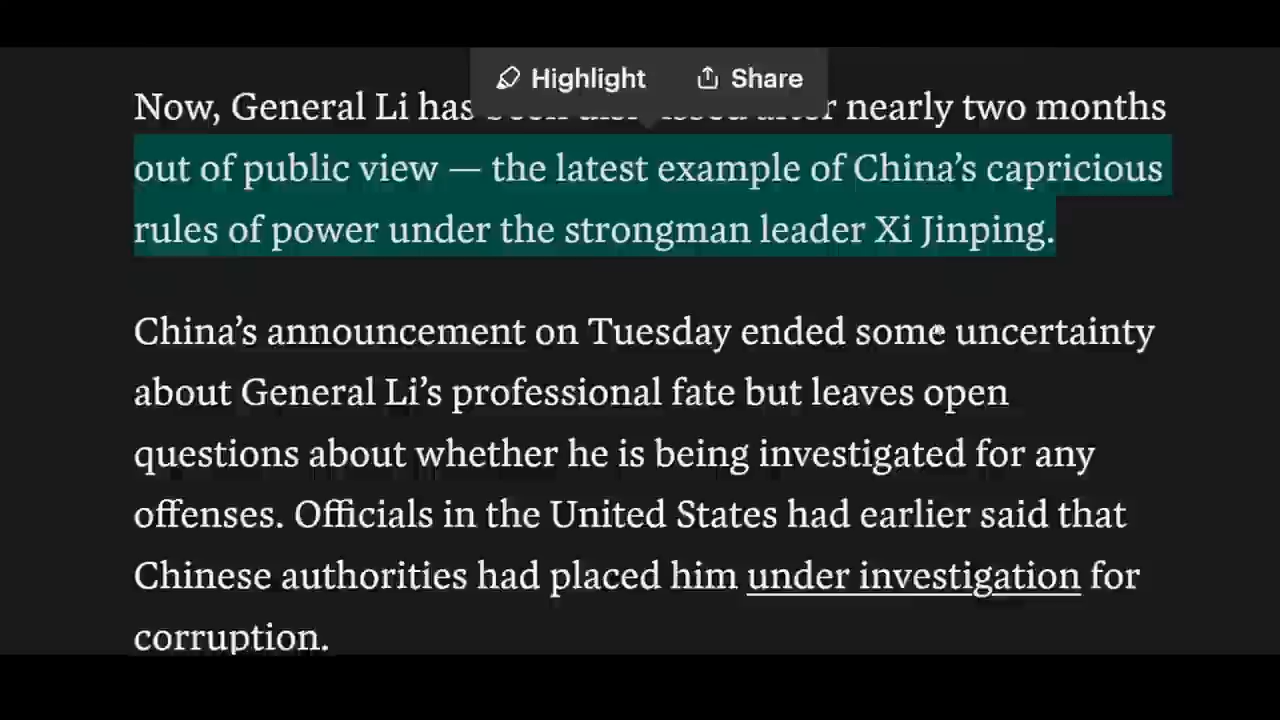 Highlight Share
Now, General Li has been dismissed after nearly two months
out of public view — the latest example of China’s capricious
rules of power under the strongman leader Xi Jinping.
China’s announcement on Tuesday ended some uncertainty
about General Li’s professional fate but leaves open
questions about whether he is being investigated for any
offenses. Officials in the United States had earlier said that
Chinese authorities had placed him under investigation for
corruption.